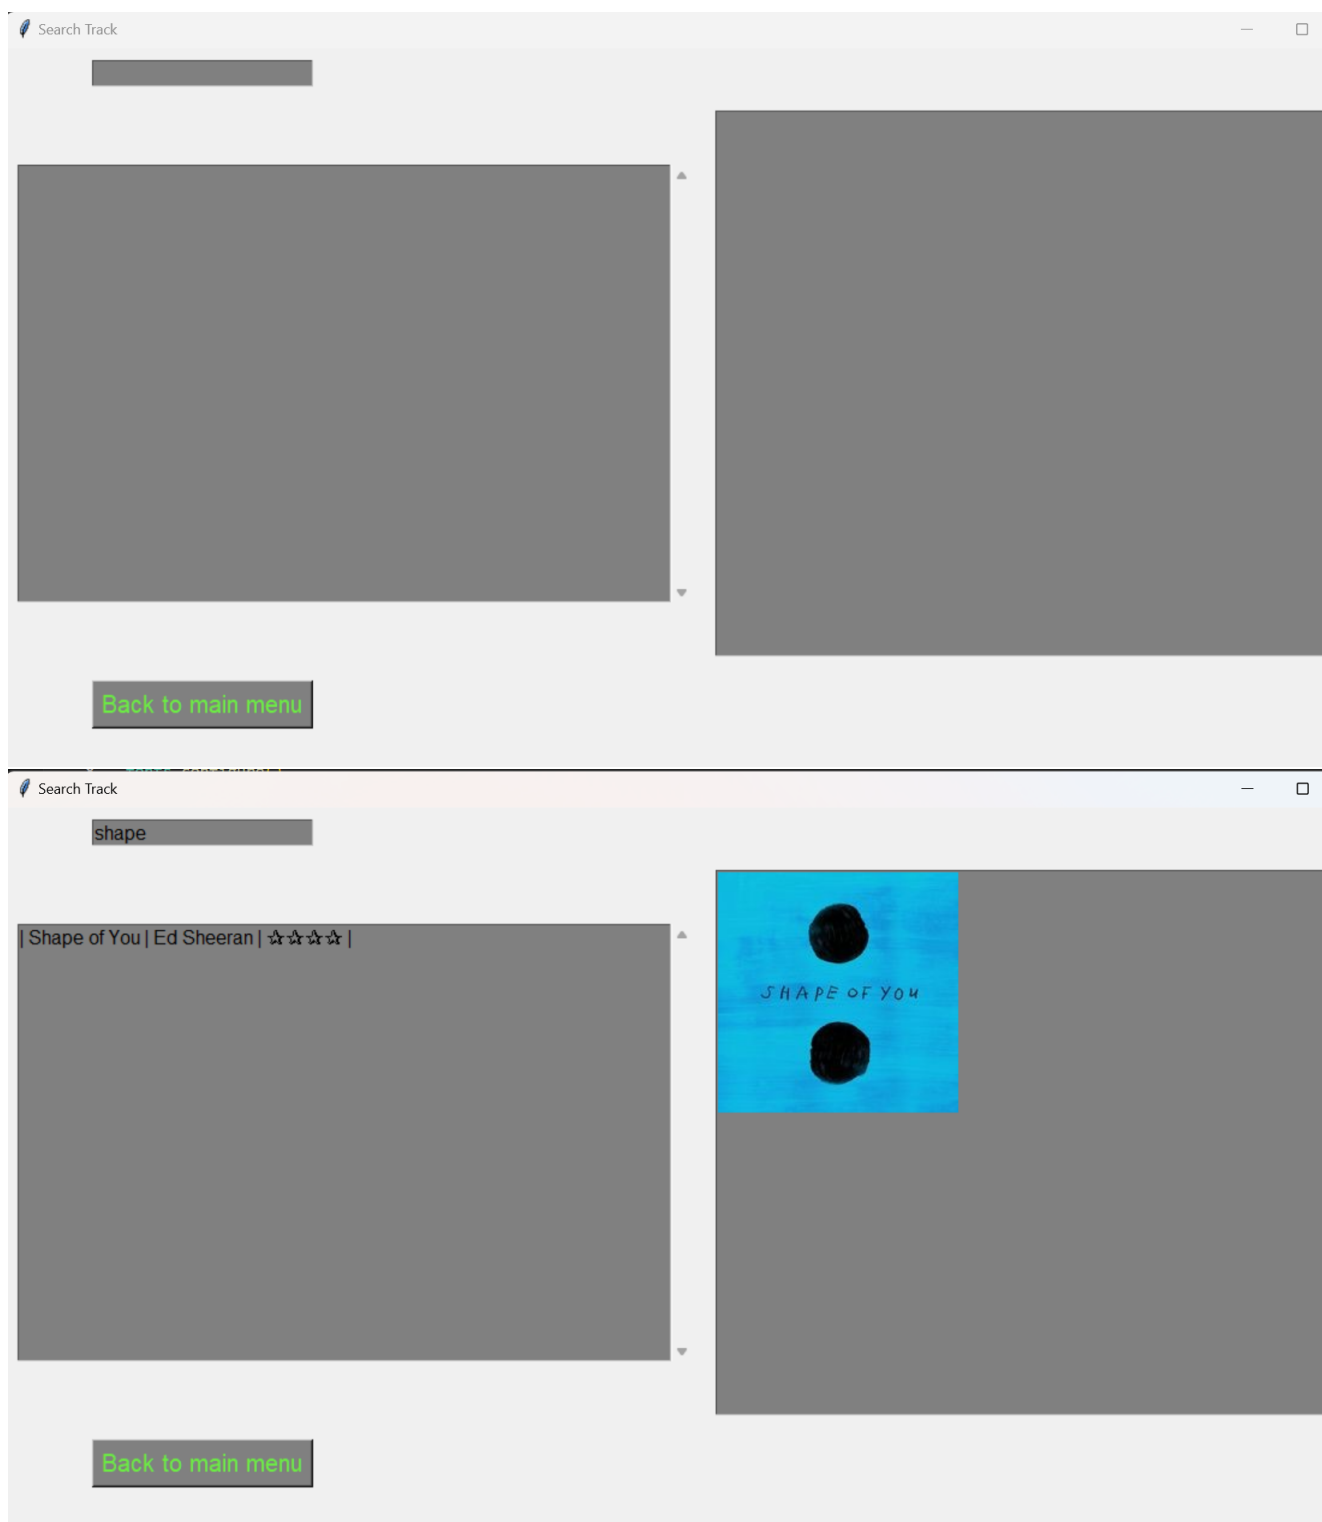 Search Track
Back to main menu
Search Track
shape
| Shape of You | Ed Sheeran | ✰✰✰✰ |
SHAPE OF YOU
Back to main menu